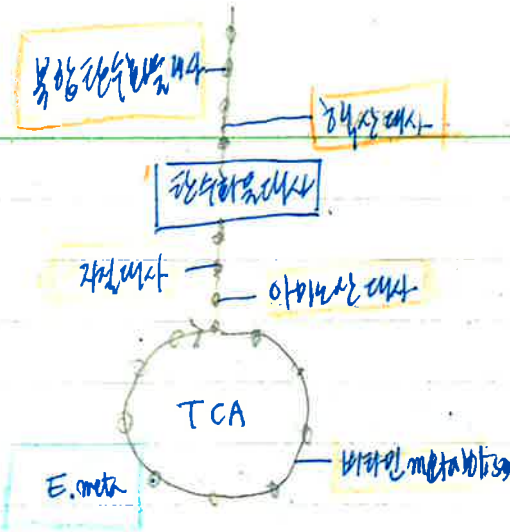 복합탄수화물대사
핵산대사
탄수화물대사
지질대사
아미노산 대사
TCA
비타민 metabolism
E. meta